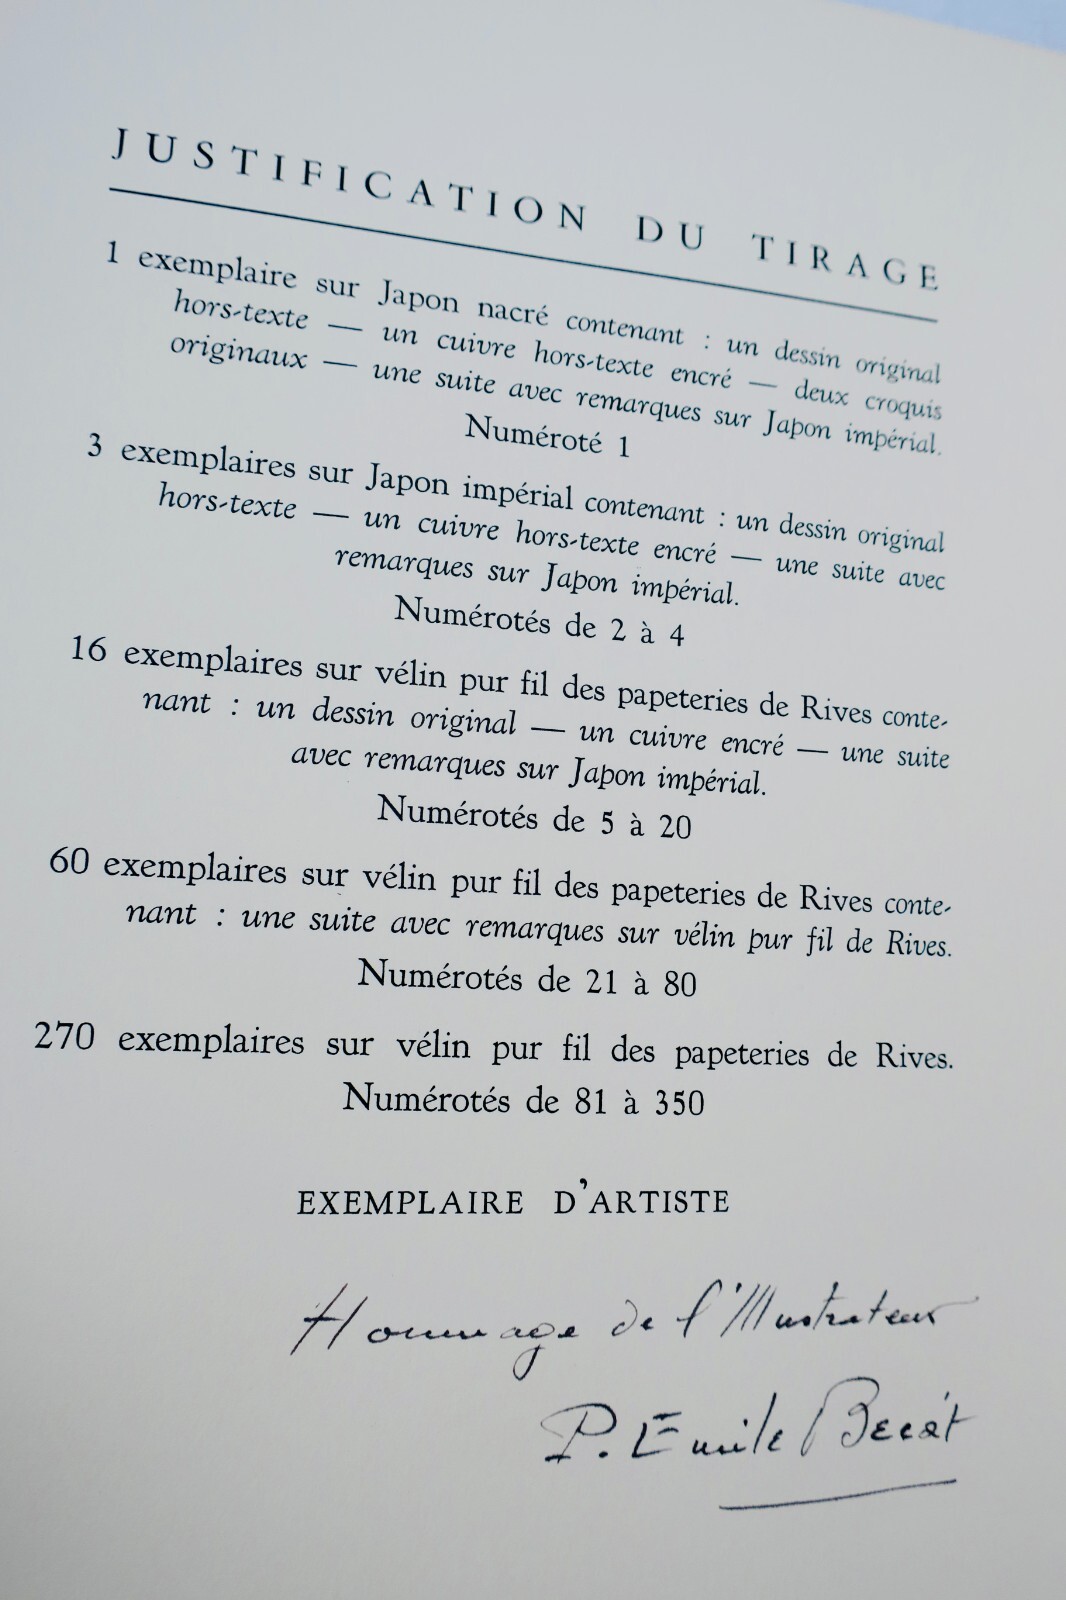 JUSTIFICATION DU TIRAGE
1 exemplaire sur Japon nacré contenant : un dessin original
hors-texte — un cuivre hors-texte encré — deux croquis
originaux — une suite avec remarques sur Japon impérial.
Numéroté 1
3 exemplaires sur Japon impérial contenant : un dessin original
hors-texte — un cuivre hors-texte encré — une suite avec
remarques sur Japon impérial.
Numérotés de 2 à 4
16 exemplaires sur vélin pur fil des papeteries de Rives conte-
nant : un dessin original — un cuivre encré — une suite
avec remarques sur Japon impérial.
Numérotés de 5 à 20
60 exemplaires sur vélin pur fil des papeteries de Rives conte-
nant : une suite avec remarques sur vélin pur fil de Rives.
Numérotés de 21 à 80
270 exemplaires sur vélin pur fil des papeteries de Rives.
Numérotés de 81 à 350
EXEMPLAIRE D'ARTISTE
Hommage de l'Illustrateur
P. Emile Becát